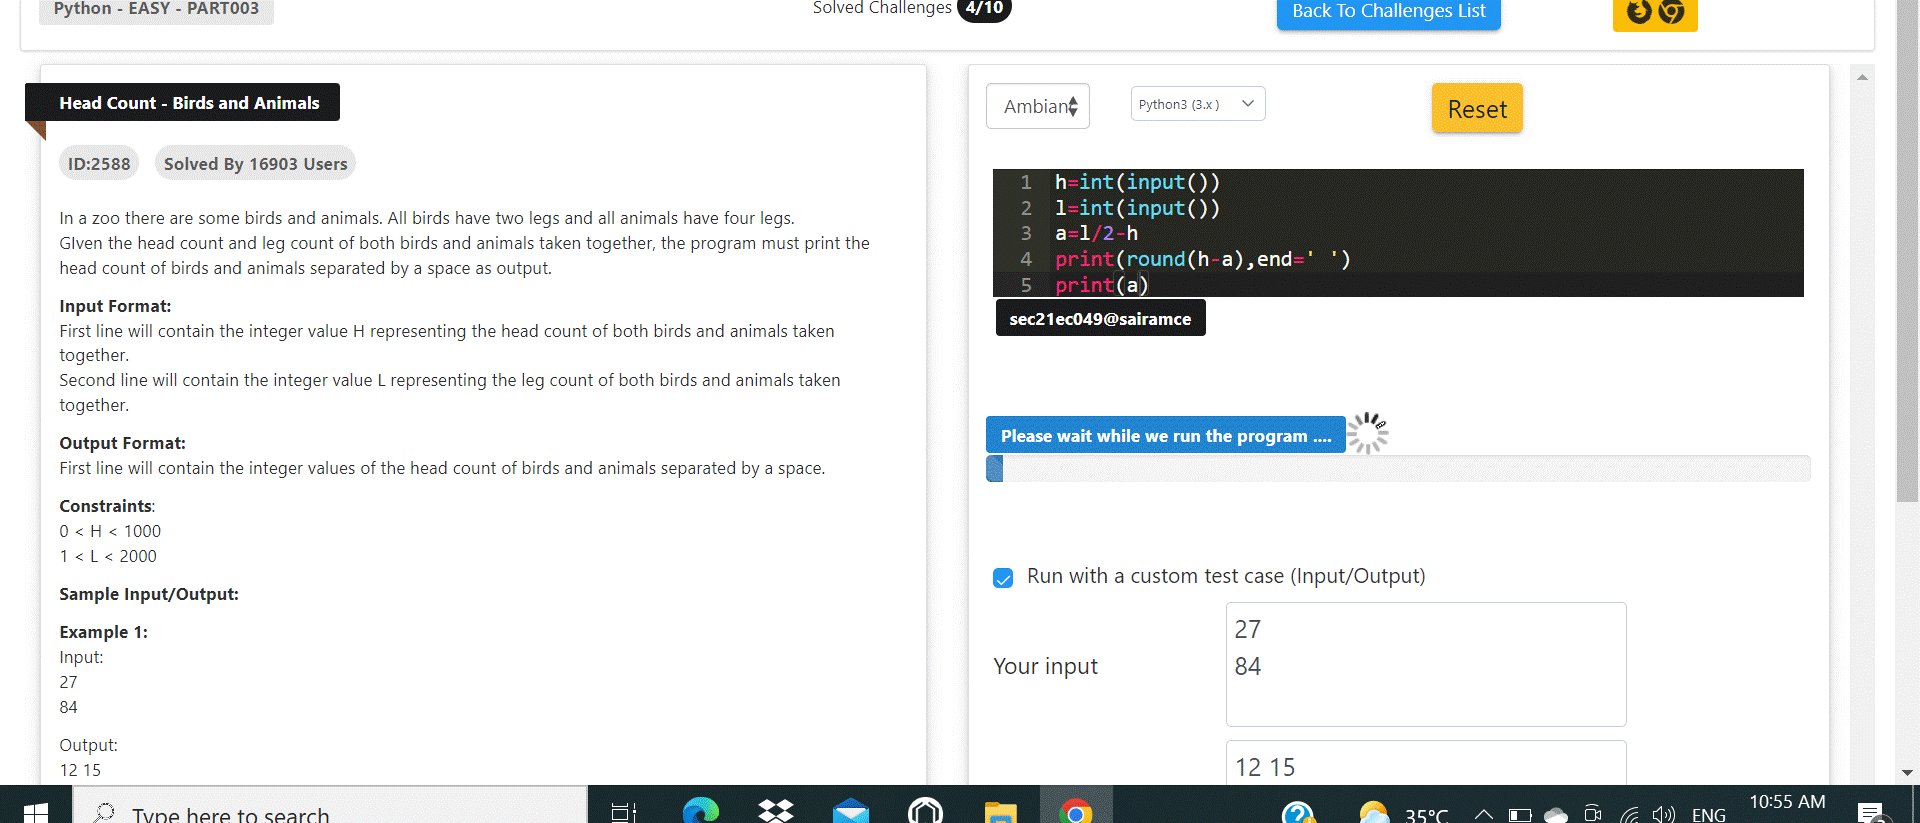 Python - EASY - PART003
Solved Challenges 4/10
Back To Challenges List
Head Count - Birds and Animals
ID:2588 Solved By 16903 Users
In a zoo there are some birds and animals. All birds have two legs and all animals have four legs.
GIven the head count and leg count of both birds and animals taken together, the program must print the
head count of birds and animals separated by a space as output.
Input Format:
First line will contain the integer value H representing the head count of both birds and animals taken
together.
Second line will contain the integer value L representing the leg count of both birds and animals taken
together.
Output Format:
First line will contain the integer values of the head count of birds and animals separated by a space.
Constraints:
0 < H < 1000
1 < L < 2000
Sample Input/Output:
Example 1:
Input:
27
84
Output:
12 15
Ambian
Python3 (3.x )
Reset
1 h=int(input())
2 l=int(input())
3 a=l/2-h
4 print(round(h-a),end=' ')
5 print(a)
sec21ec049@sairamce
Please wait while we run the program ....
Run with a custom test case (Input/Output)
Your input
27
84
12 15
Type here to search
35°C
ENG
10:55 AM